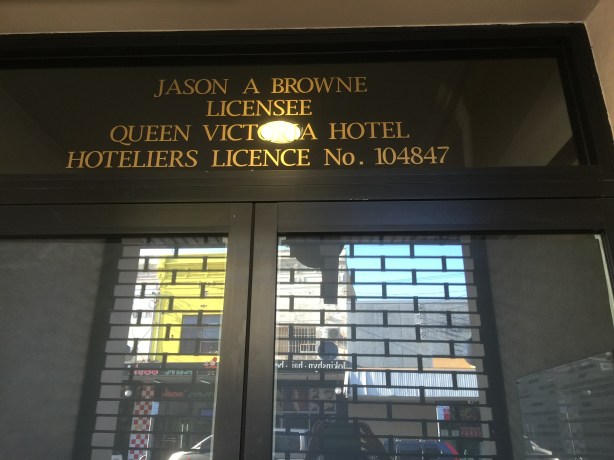 JASON A BROWNE
LICENSEE
QUEEN VICTORIA HOTEL
HOTELIERS LICENCE No. 104847